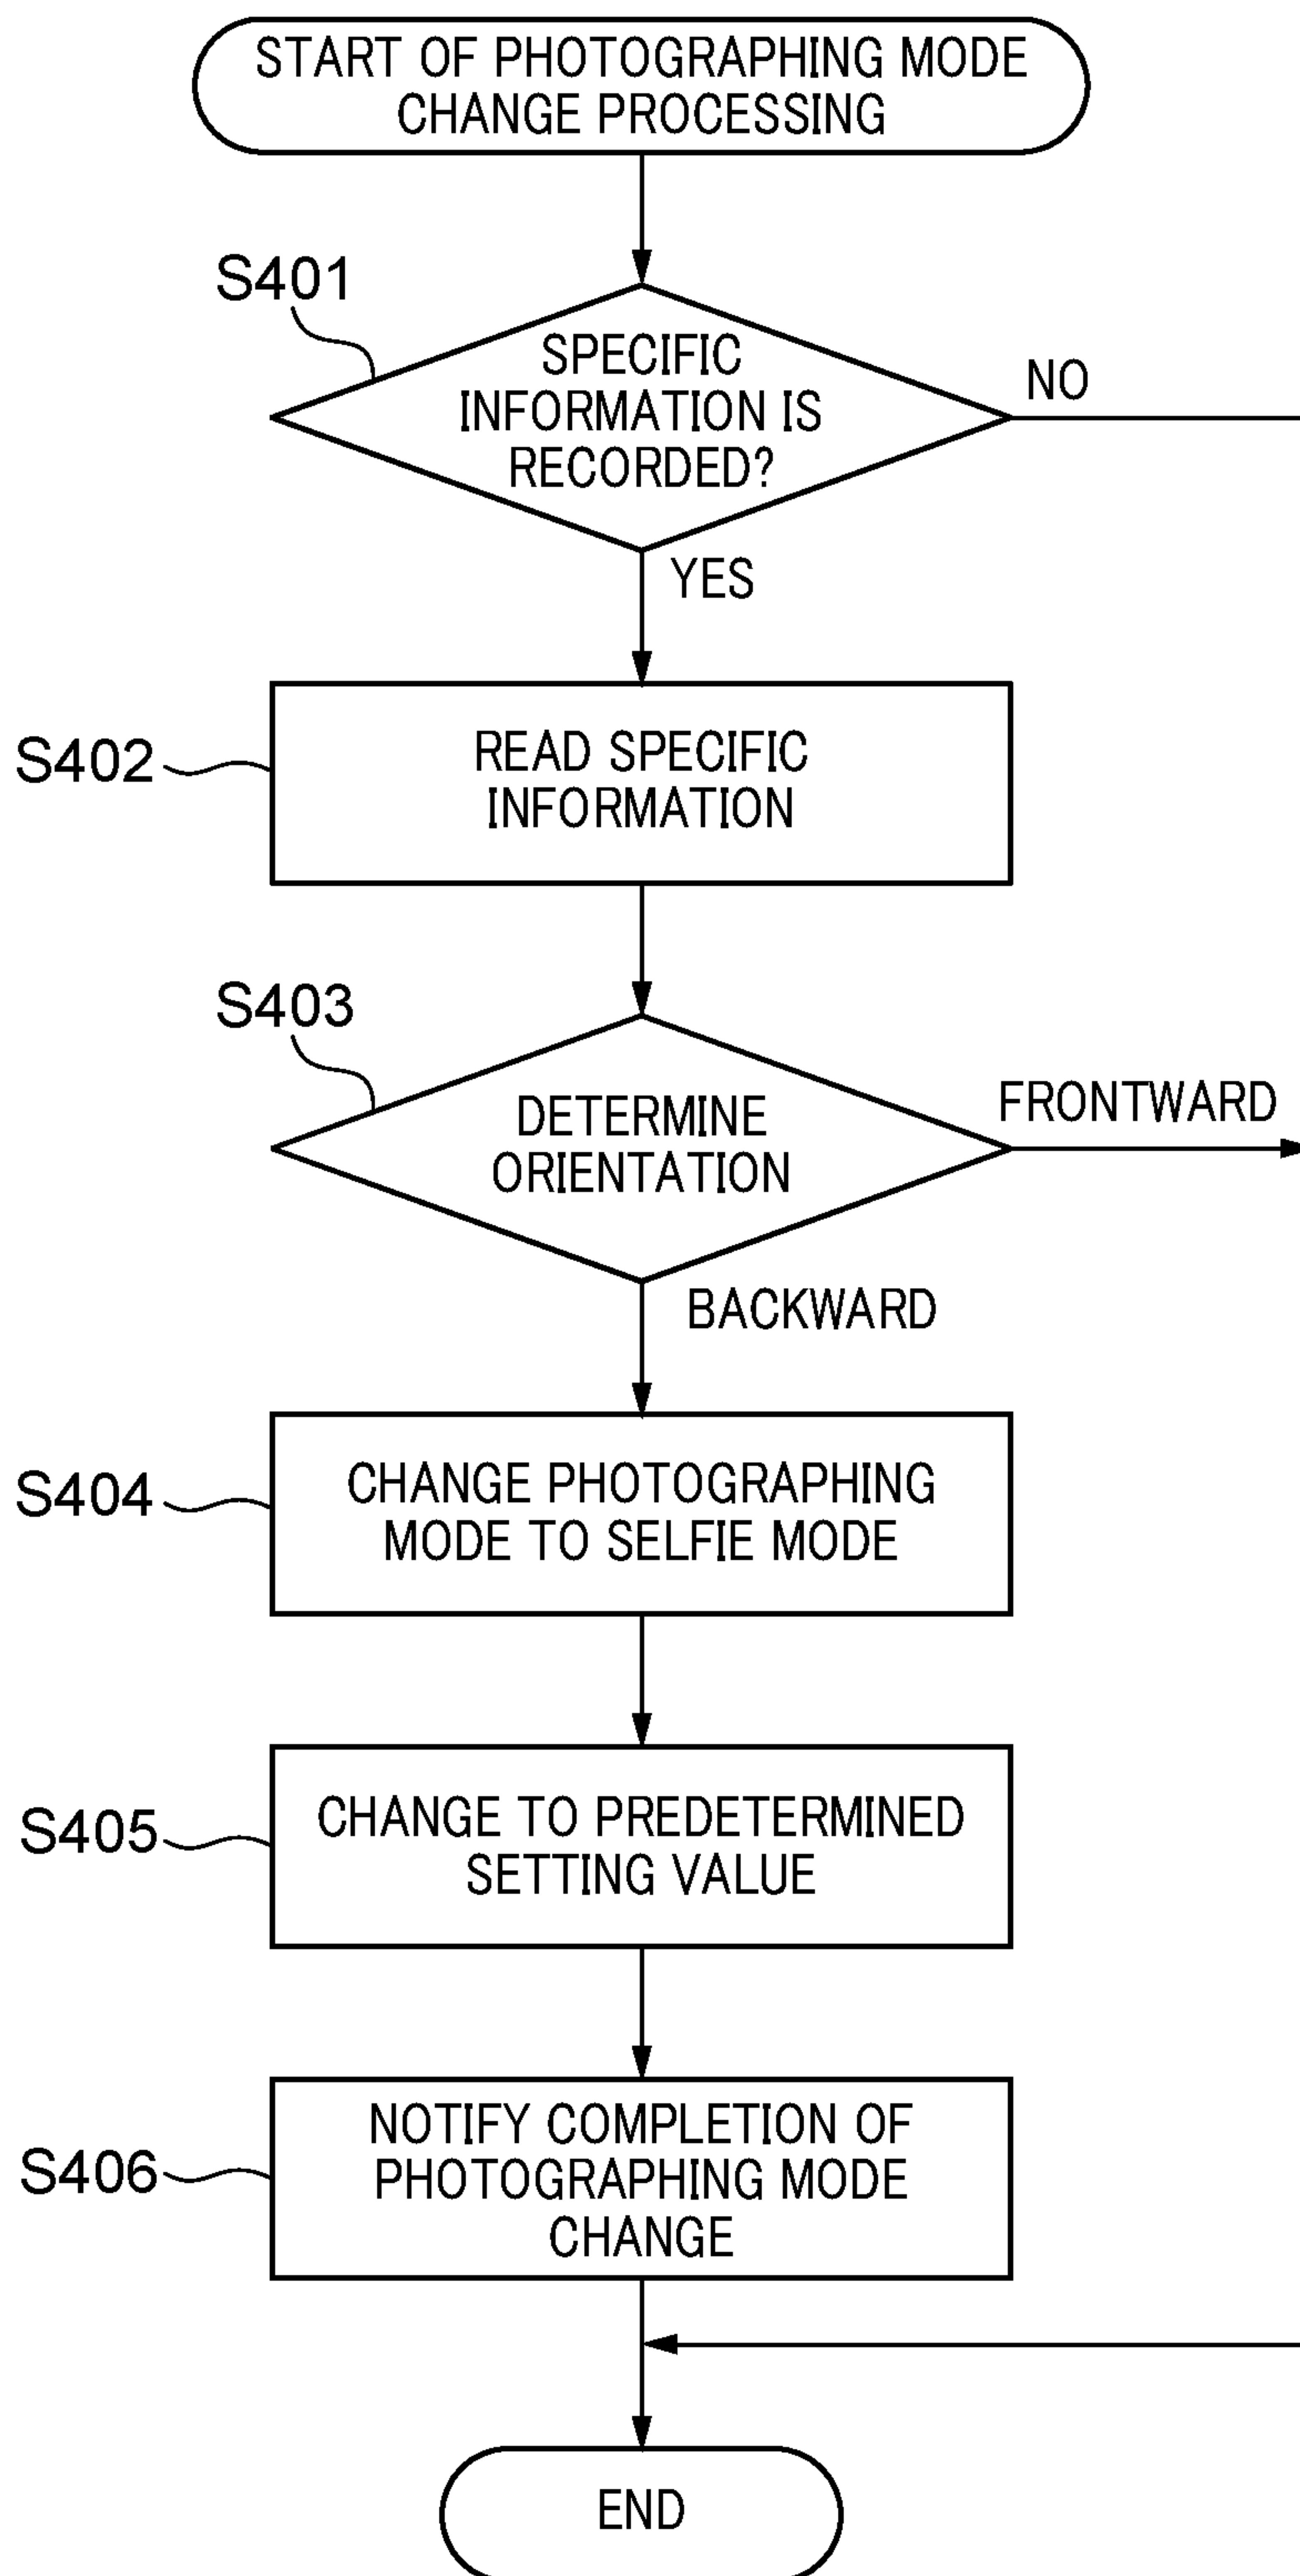 START OF PHOTOGRAPHING MODE
CHANGE PROCESSING
S401
SPECIFIC
INFORMATION IS
RECORDED?
NO
YES
S402
READ SPECIFIC
INFORMATION
S403
DETERMINE
ORIENTATION
FRONTWARD
BACKWARD
S404
CHANGE PHOTOGRAPHING
MODE TO SELFIE MODE
S405
CHANGE TO PREDETERMINED
SETTING VALUE
S406
NOTIFY COMPLETION OF
PHOTOGRAPHING MODE
CHANGE
END